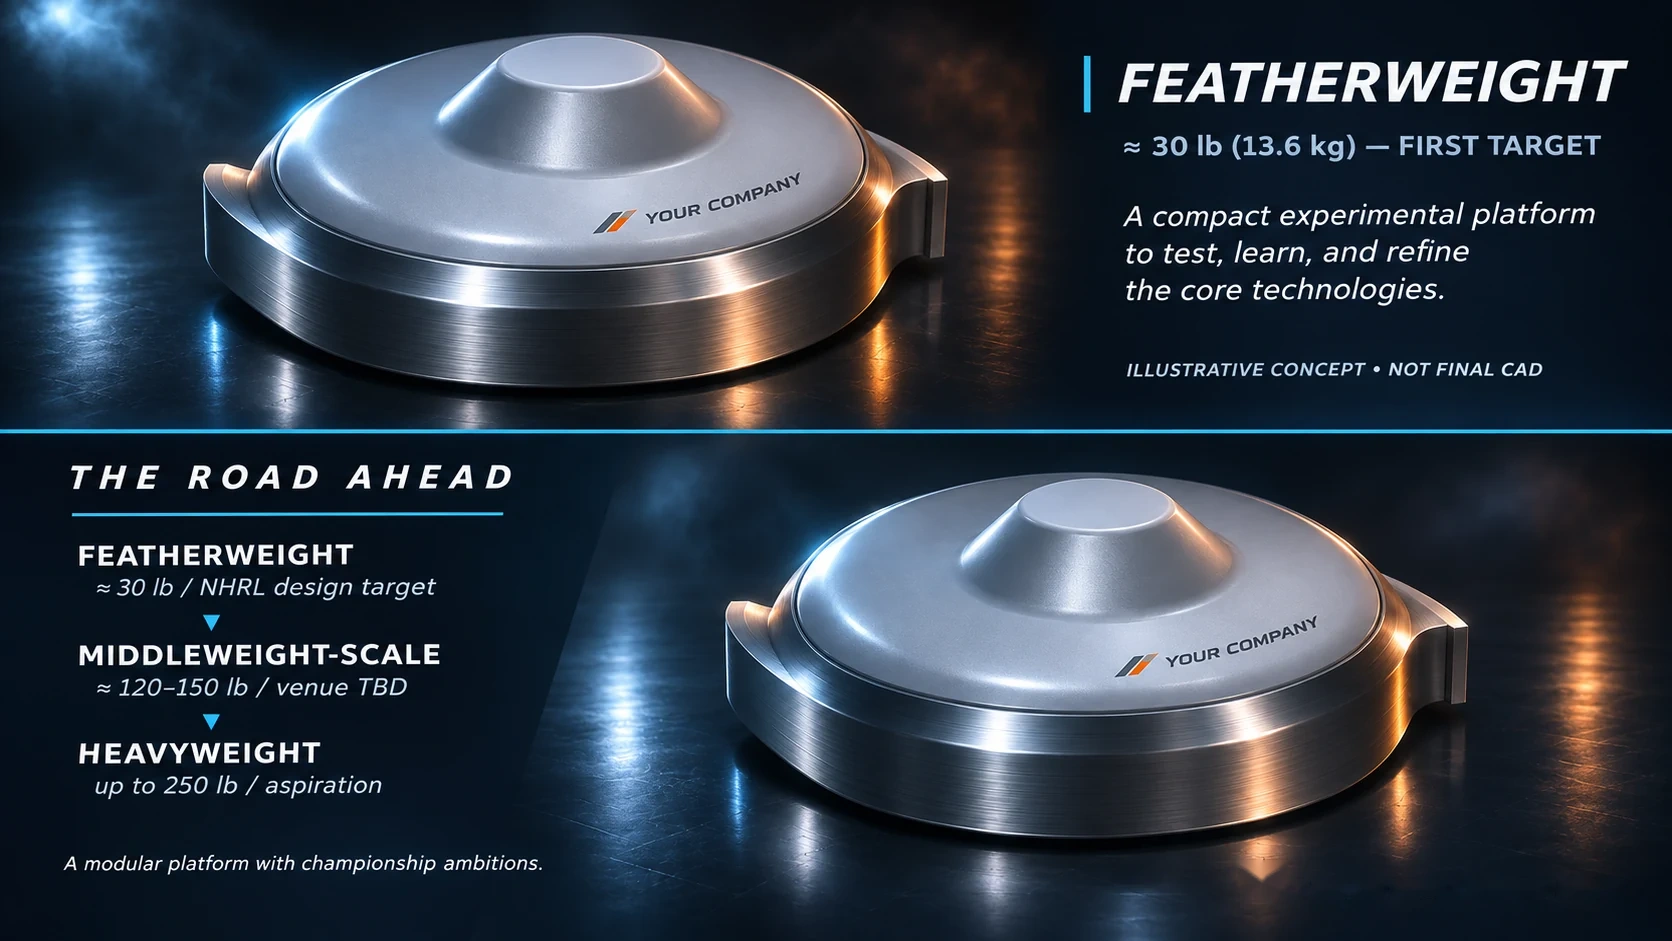 FEATHERWEIGHT
≈ 30 lb (13.6 kg) — FIRST TARGET
A compact experimental platform
to test, learn, and refine
the core technologies.
ILLUSTRATIVE CONCEPT • NOT FINAL CAD
YOUR COMPANY
THE ROAD AHEAD
FEATHERWEIGHT
≈ 30 lb / NHRL design target
MIDDLEWEIGHT-SCALE
≈ 120–150 lb / venue TBD
HEAVYWEIGHT
up to 250 lb / aspiration
A modular platform with championship ambitions.
YOUR COMPANY